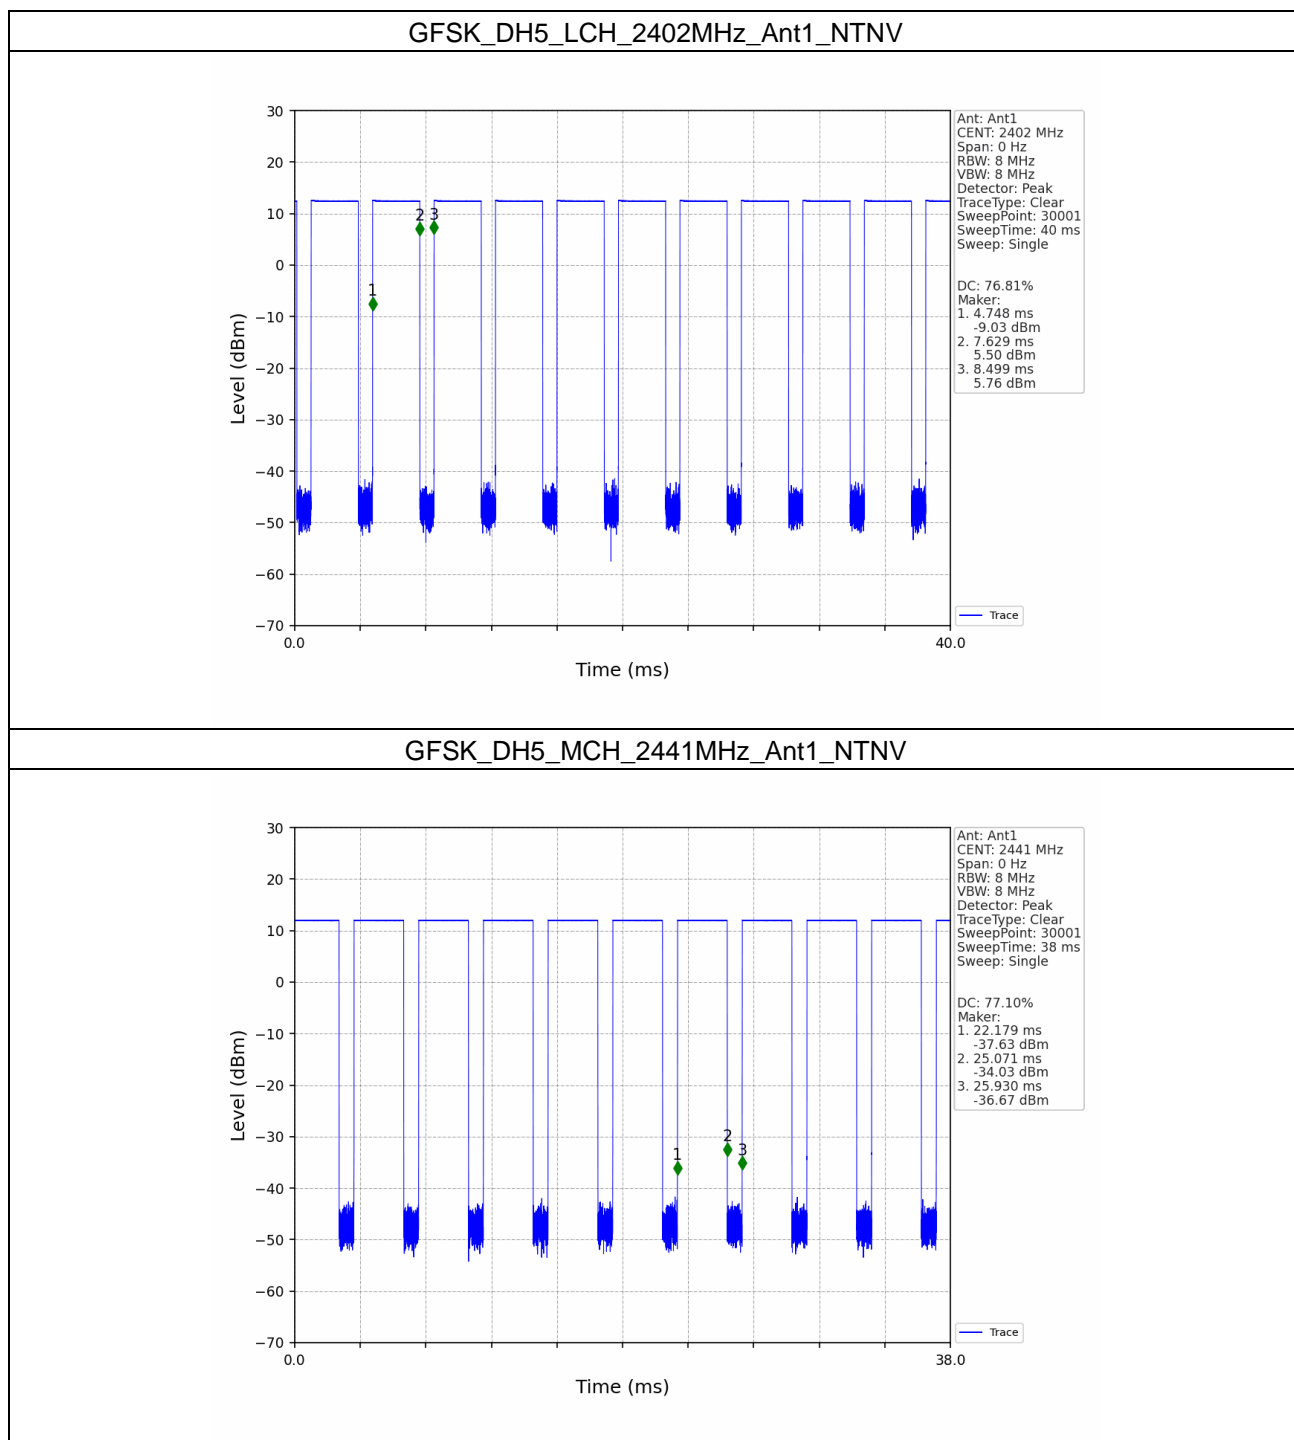 GFSK_DH5_LCH_2402MHz_Ant1_NTNV
30
20
10
0
−10
−20
−30
−40
−50
−60
−70
Level (dBm)
1
2
3
0.0
40.0
Time (ms)
Ant: Ant1
CENT: 2402 MHz
Span: 0 Hz
RBW: 8 MHz
VBW: 8 MHz
Detector: Peak
TraceType: Clear
SweepPoint: 30001
SweepTime: 40 ms
Sweep: Single
DC: 76.81%
Maker:
1. 4.748 ms
-9.03 dBm
2. 7.629 ms
5.50 dBm
3. 8.499 ms
5.76 dBm
Trace
GFSK_DH5_MCH_2441MHz_Ant1_NTNV
30
20
10
0
−10
−20
−30
−40
−50
−60
−70
Level (dBm)
1
2
3
0.0
38.0
Time (ms)
Ant: Ant1
CENT: 2441 MHz
Span: 0 Hz
RBW: 8 MHz
VBW: 8 MHz
Detector: Peak
TraceType: Clear
SweepPoint: 30001
SweepTime: 38 ms
Sweep: Single
DC: 77.10%
Maker:
1. 22.179 ms
-37.63 dBm
2. 25.071 ms
-34.03 dBm
3. 25.930 ms
-36.67 dBm
Trace